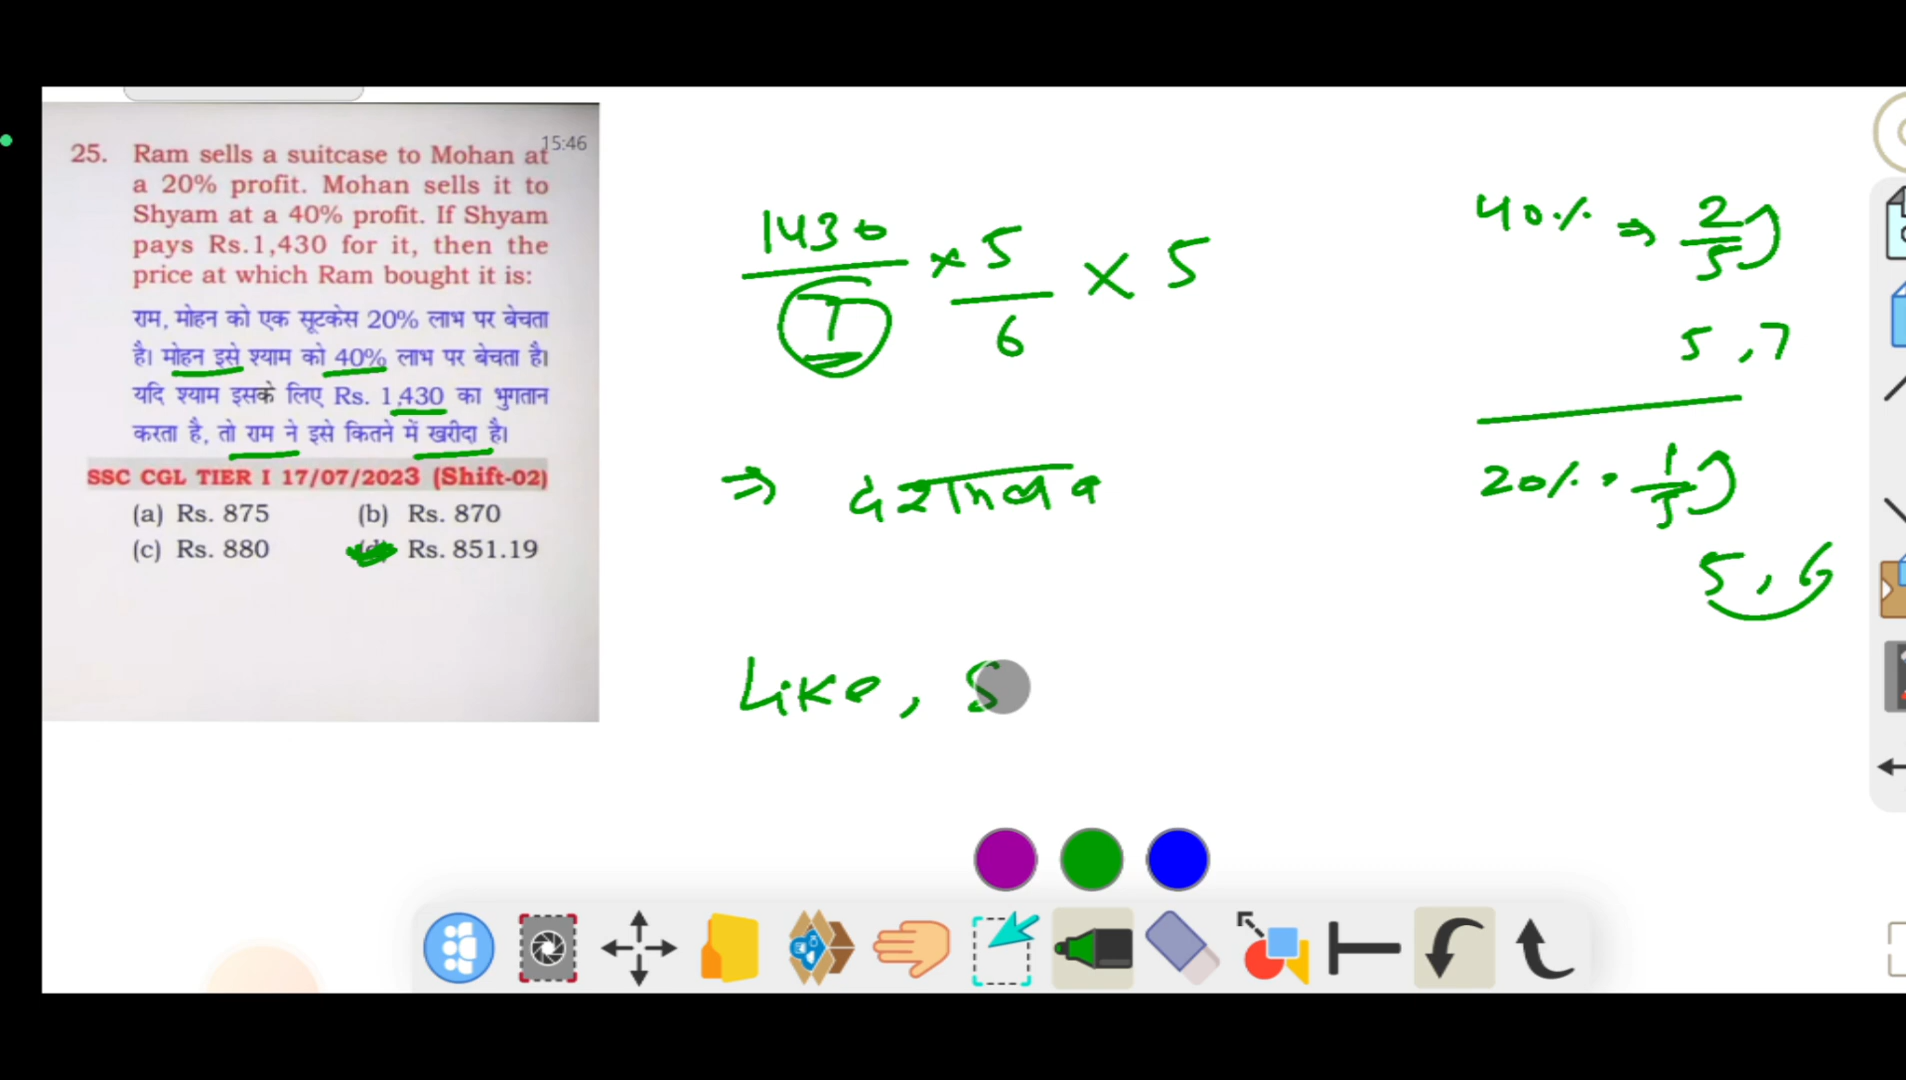 15:46
25. Ram sells a suitcase to Mohan at
a 20% profit. Mohan sells it to
Shyam at a 40% profit. If Shyam
pays Rs.1,430 for it, then the
price at which Ram bought it is:
राम, मोहन को एक सूटकेस 20% लाभ पर बेचता
है। मोहन इसे श्याम को 40% लाभ पर बेचता है।
यदि श्याम इसके लिए Rs. 1,430 का भुगतान
करता है, तो राम ने इसे कितने में खरीदा है।
SSC CGL TIER I 17/07/2023 (Shift-02)
(a) Rs. 875 (b) Rs. 870
(c) Rs. 880 (d) Rs. 851.19
1430/7 × 5/6 × 5
⇒
Like, S
40% ⇒ 2/5
5, 7
20% 1/5
5, 6